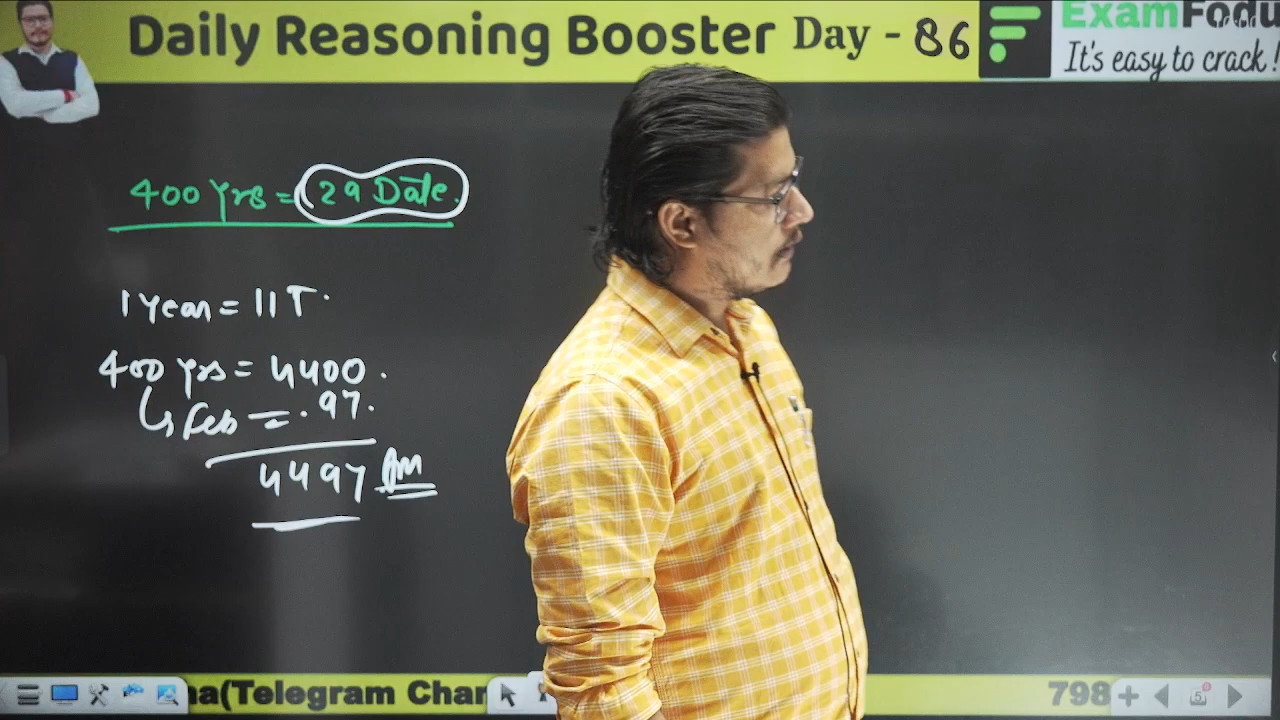 Daily Reasoning Booster Day - 86
ExamFodu
It's easy to crack !
400 Yrs = 29 Date.
1 Year = 11 T.
400 yrs = 4400.
↳ Feb = . 97.
4497 Am
na(Telegram Chan
798